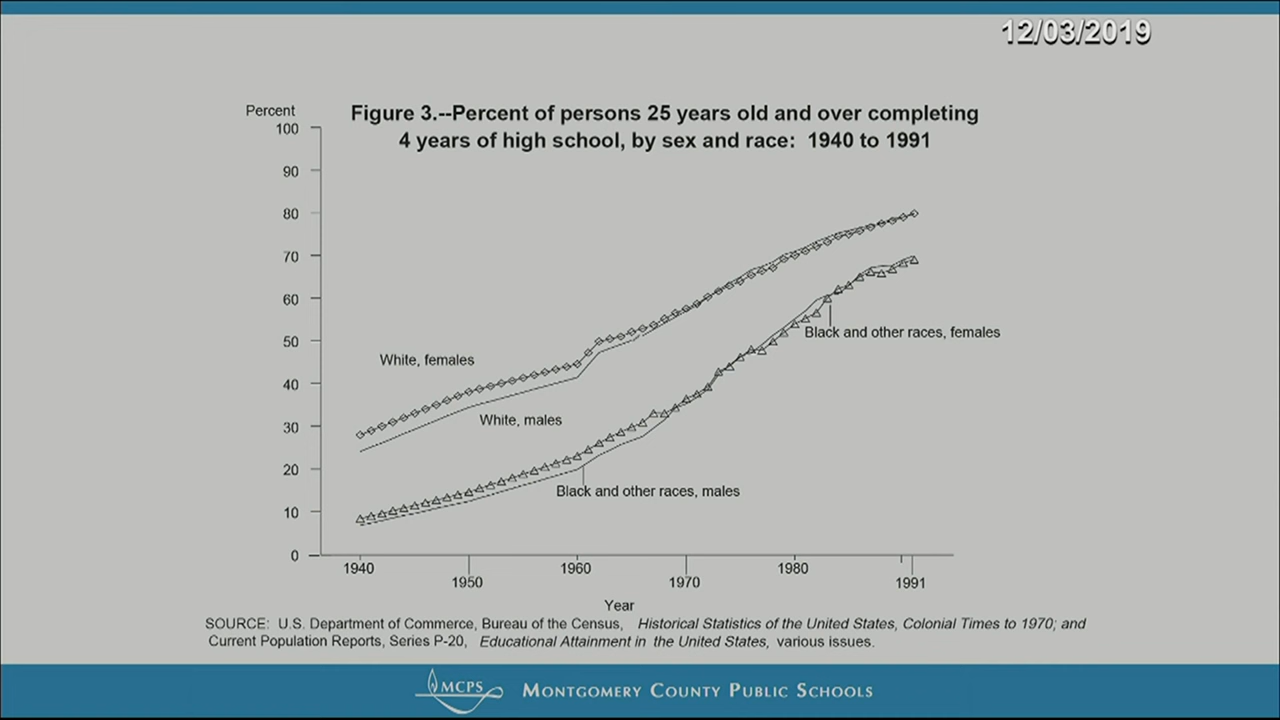 12/03/2019
Percent
Figure 3.--Percent of persons 25 years old and over completing
4 years of high school, by sex and race: 1940 to 1991
100
90
80
70
60
50
40
30
20
10
0
White, females
White, males
Black and other races, females
Black and other races, males
1940
1950
1960
1970
1980
1991
Year
SOURCE: U.S. Department of Commerce, Bureau of the Census, Historical Statistics of the United States, Colonial Times to 1970; and
Current Population Reports, Series P-20, Educational Attainment in the United States, various issues.
MCPS
MONTGOMERY COUNTY PUBLIC SCHOOLS